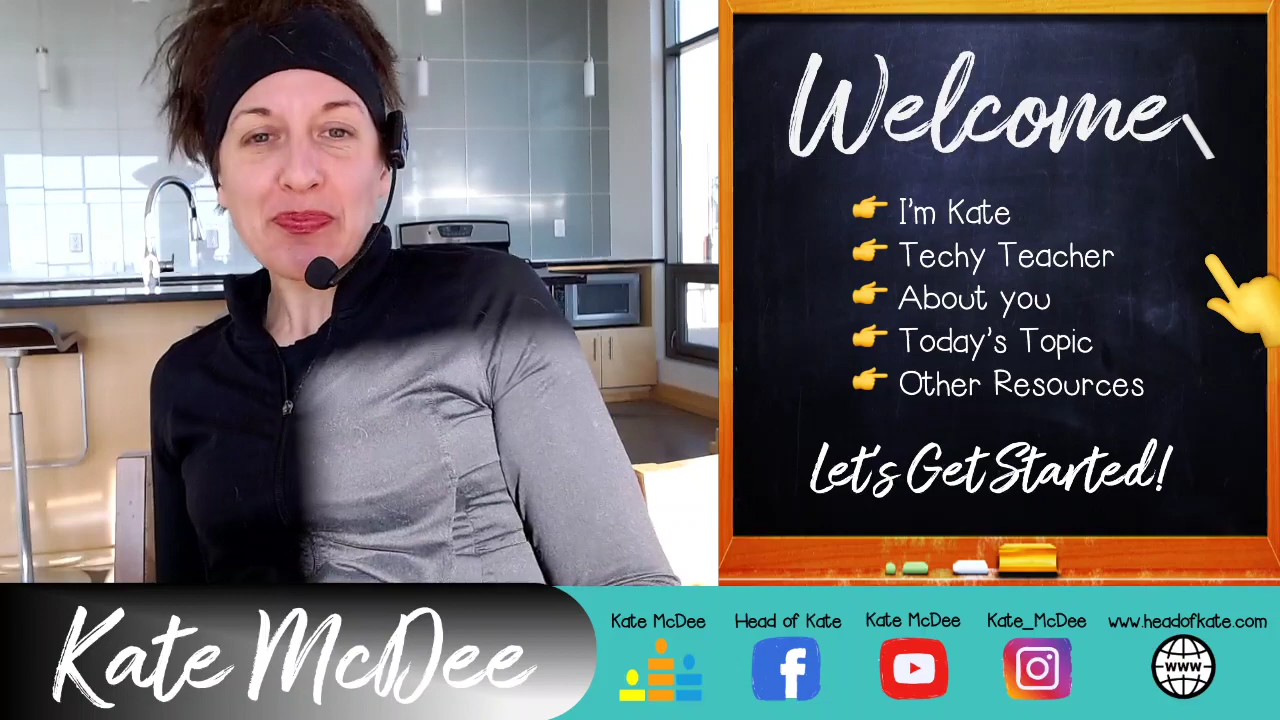 Welcome
I'm Kate
Techy Teacher
About you
Today's Topic
Other Resources
Let's Get Started!
Kate McDee
Kate McDee
Head of Kate
Kate McDee
Kate_McDee
www.headofkate.com
WWW